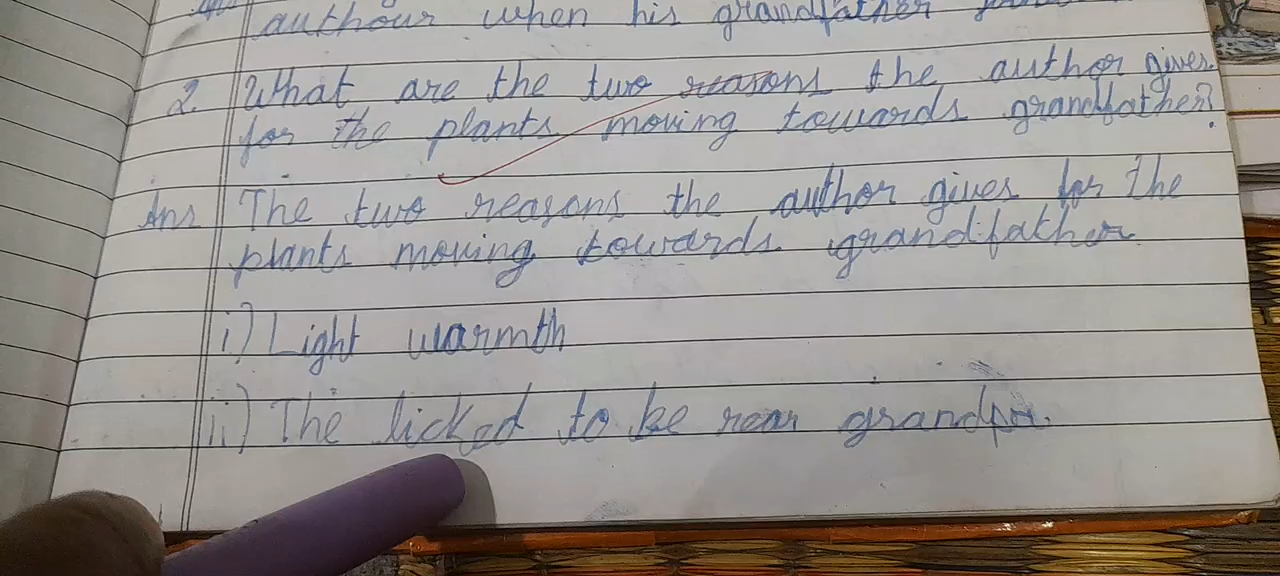 authour when his grandfather
2. What are the two reasons the author gives
for the plants moving towards grandfather?
Ans The two reasons the author gives for the
plants moving towards grandfather
i) Light warmth
ii) The licked to be near grandpa.